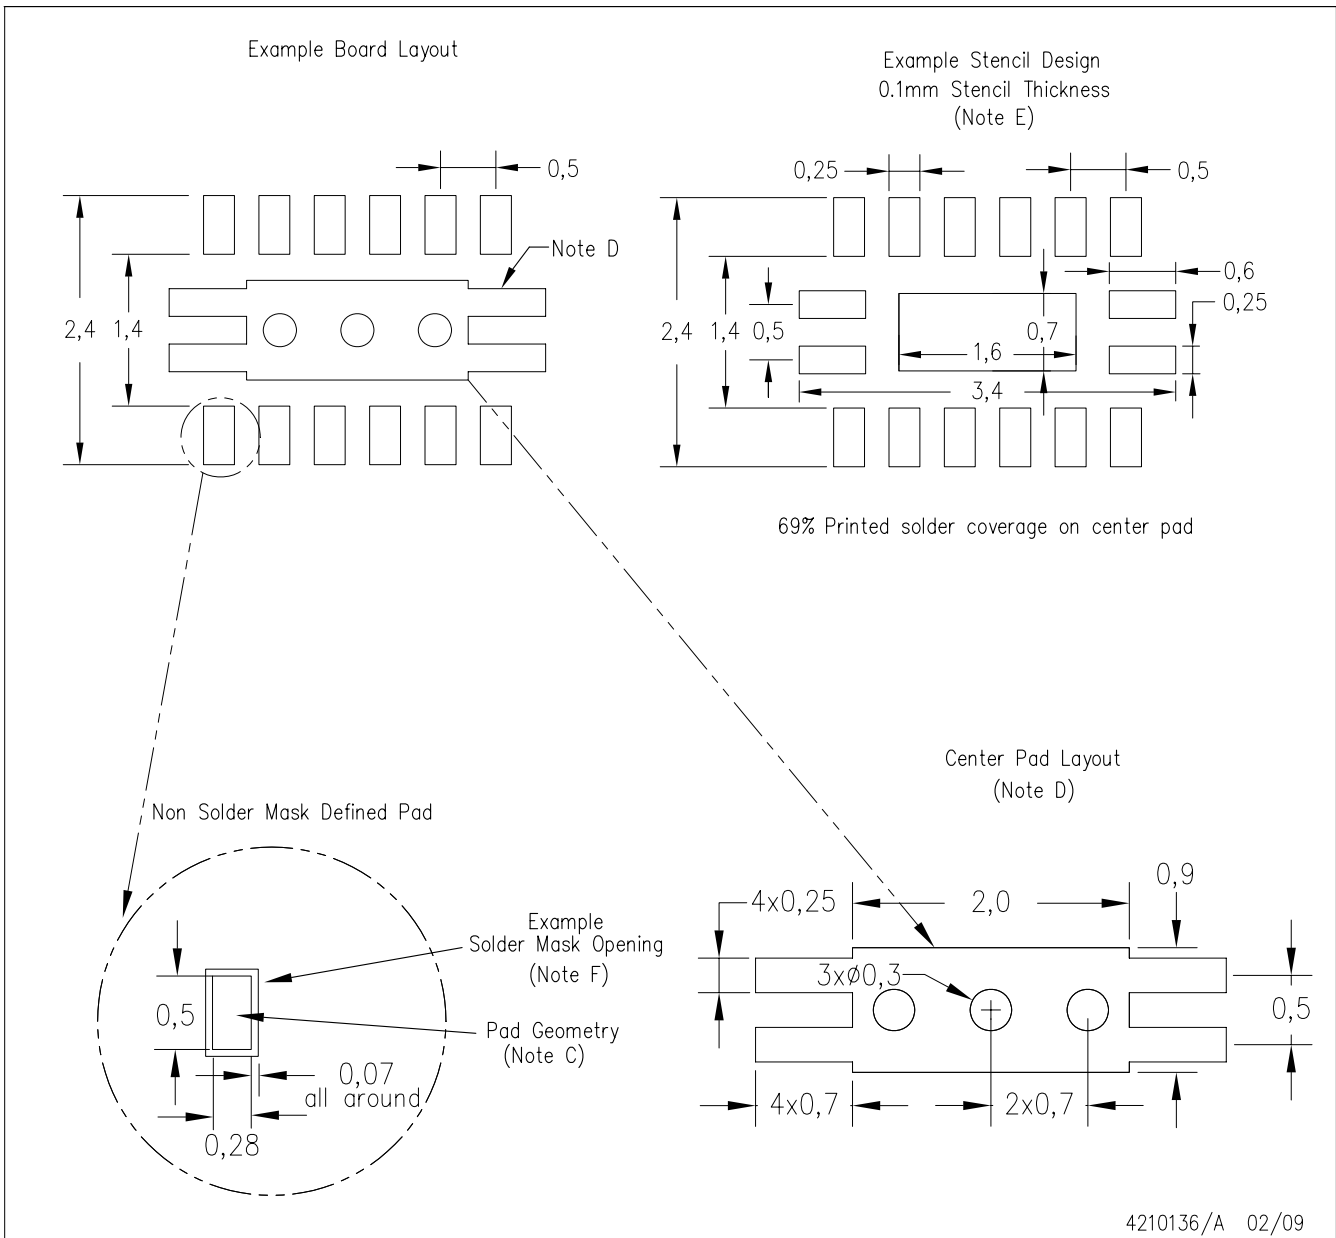 Example Board Layout
Example Stencil Design
0.1mm Stencil Thickness
(Note E)
0,5
Note D
2,4
1,4
0,25
0,5
0,6
0,25
2,4
1,4
0,5
0,7
1,6
3,4
69% Printed solder coverage on center pad
Non Solder Mask Defined Pad
Example
Solder Mask Opening
(Note F)
Pad Geometry
(Note C)
0,5
0,07
all around
0,28
Center Pad Layout
(Note D)
4x0,25
2,0
0,9
3xø0,3
0,5
4x0,7
2x0,7
4210136/A 02/09